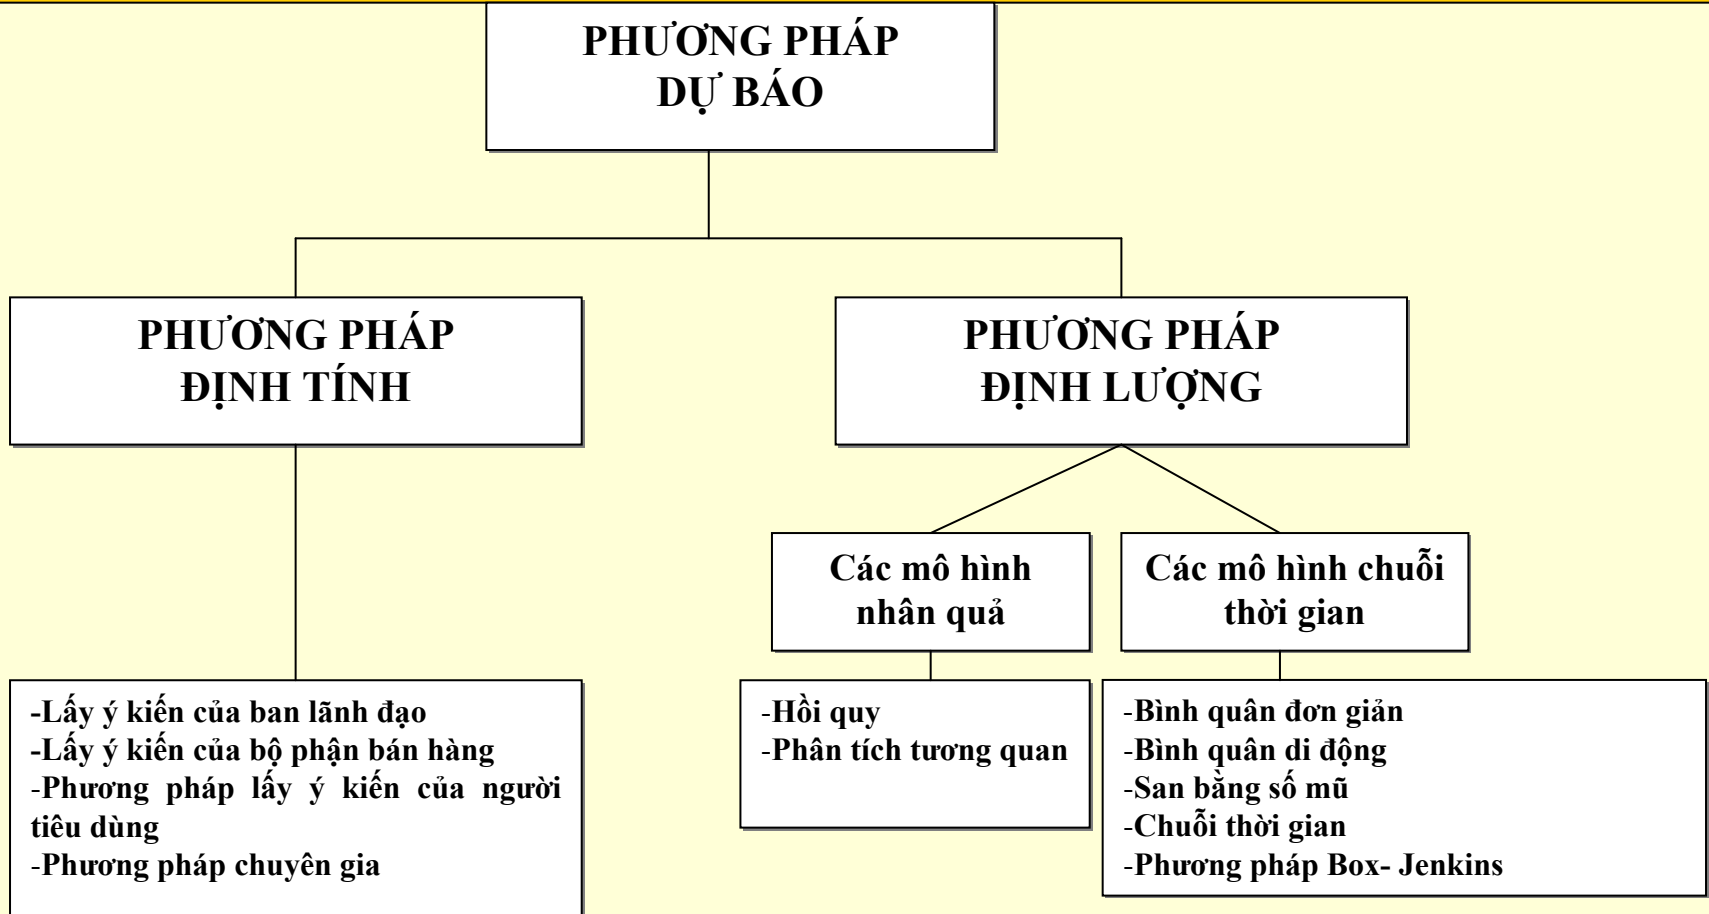 PHƯƠNG PHÁP
DỰ BÁO
PHƯƠNG PHÁP
ĐỊNH TÍNH
PHƯƠNG PHÁP
ĐỊNH LƯỢNG
Các mô hình
nhân quả
Các mô hình chuỗi
thời gian
-Lấy ý kiến của ban lãnh đạo
-Lấy ý kiến của bộ phận bán hàng
-Phương pháp lấy ý kiến của người
tiêu dùng
-Phương pháp chuyên gia
-Hồi quy
-Phân tích tương quan
-Bình quân đơn giản
-Bình quân di động
-San bằng số mũ
-Chuỗi thời gian
-Phương pháp Box- Jenkins